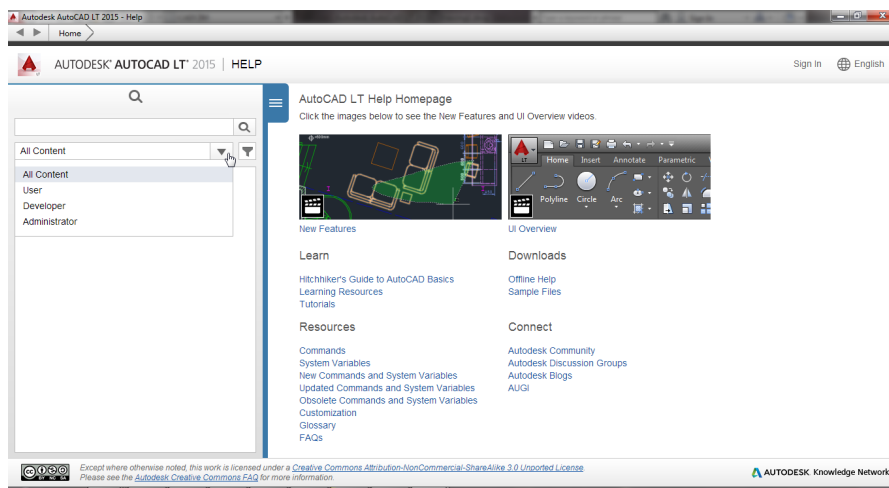 Autodesk AutoCAD LT 2015 - Help
Home
AUTODESK® AUTOCAD LT® 2015 | HELP
Sign In
English
All Content
All Content
User
Developer
Administrator
AutoCAD LT Help Homepage
Click the images below to see the New Features and UI Overview videos.
LT
Home Insert Annotate Parametric
Polyline Circle Arc
New Features
UI Overview
Learn
Hitchhiker's Guide to AutoCAD Basics
Learning Resources
Tutorials
Downloads
Offline Help
Sample Files
Resources
Commands
System Variables
New Commands and System Variables
Updated Commands and System Variables
Obsolete Commands and System Variables
Customization
Glossary
FAQs
Connect
Autodesk Community
Autodesk Discussion Groups
Autodesk Blogs
AUGI
cc BY NC SA
Except where otherwise noted, this work is licensed under a Creative Commons Attribution-NonCommercial-ShareAlike 3.0 Unported License.
Please see the Autodesk Creative Commons FAQ for more information.
AUTODESK. Knowledge Network